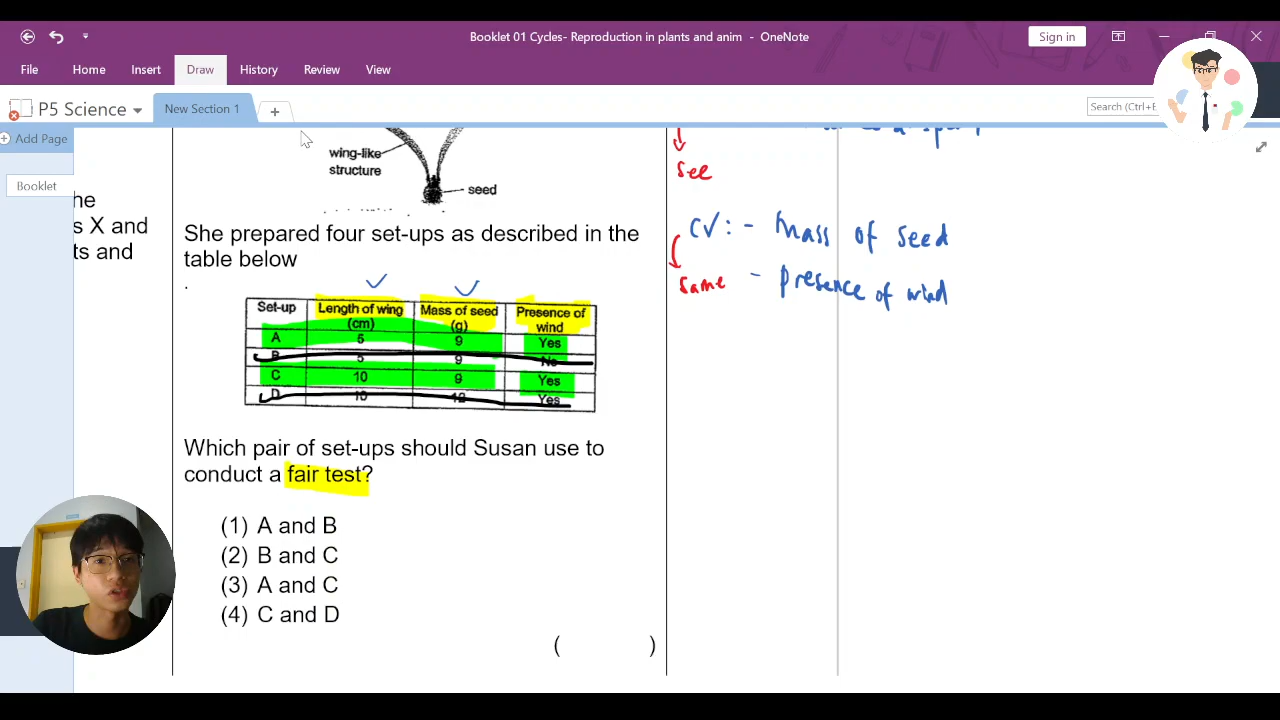 Booklet 01 Cycles- Reproduction in plants and anim - OneNote
Sign in
File Home Insert Draw History Review View
P5 Science
New Section 1
+
Search (Ctrl+E
Add Page
Booklet
he
s X and
ts and
wing-like
structure
seed
She prepared four set-ups as described in the
table below
.
Set-up Length of wing (cm) Mass of seed (g) Presence of wind
A 5 9 Yes
B 5 9 No
C 10 9 Yes
D 10 12 Yes
Which pair of set-ups should Susan use to
conduct a fair test?
(1) A and B
(2) B and C
(3) A and C
(4) C and D
( )
see
CV: - Mass of seed
same - presence of wind